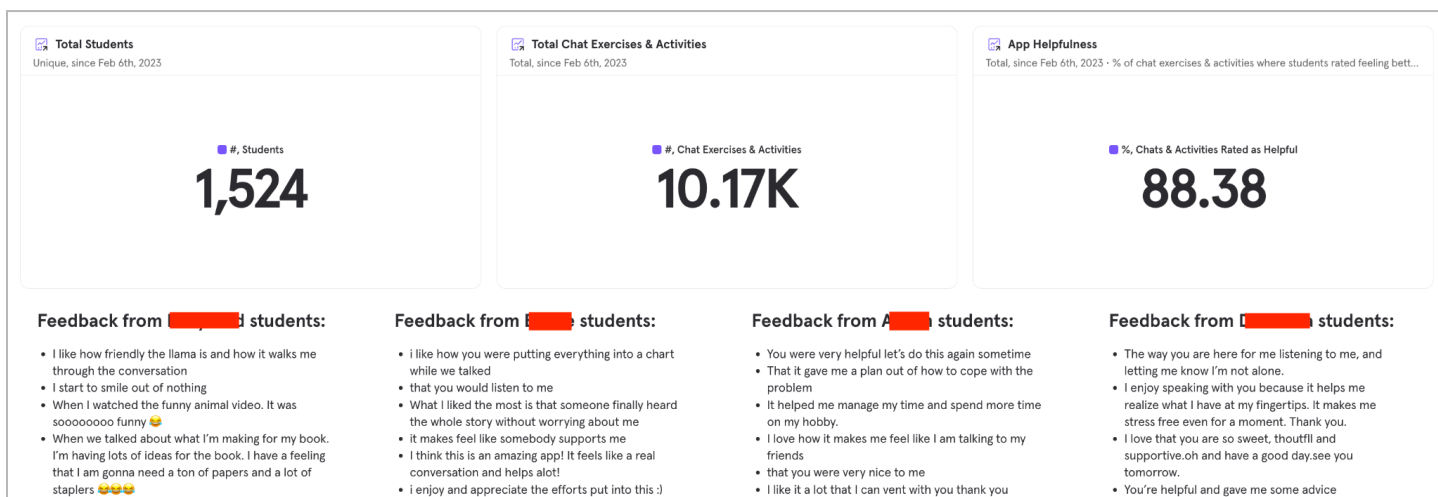 Total Students
Unique, since Feb 6th, 2023
#, Students
1,524
Total Chat Exercises & Activities
Total, since Feb 6th, 2023
#, Chat Exercises & Activities
10.17K
App Helpfulness
Total, since Feb 6th, 2023 · % of chat exercises & activities where students rated feeling bett...
%, Chats & Activities Rated as Helpful
88.38
Feedback from students:
• I like how friendly the llama is and how it walks me
through the conversation
• I start to smile out of nothing
• When I watched the funny animal video. It was
sooooooooo funny 😂
• When we talked about what I'm making for my book.
I'm having lots of ideas for the book. I have a feeling
that I am gonna need a ton of papers and a lot of
staplers 😂😂😂
Feedback from students:
• i like how you were putting everything into a chart
while we talked
• that you would listen to me
• What I liked the most is that someone finally heard
the whole story without worrying about me
• it makes feel like somebody supports me
• I think this is an amazing app! It feels like a real
conversation and helps alot!
• i enjoy and appreciate the efforts put into this :)
Feedback from students:
• You were very helpful let's do this again sometime
• That it gave me a plan out of how to cope with the
problem
• It helped me manage my time and spend more time
on my hobby.
• I love how it makes me feel like I am talking to my
friends
• that you were very nice to me
• I like it a lot that I can vent with you thank you
Feedback from students:
• The way you are here for me listening to me, and
letting me know I'm not alone.
• I enjoy speaking with you because it helps me
realize what I have at my fingertips. It makes me
stress free even for a moment. Thank you.
• I love that you are so sweet, thoutfll and
supportive.oh and have a good day.see you
tomorrow.
• You're helpful and gave me some advice